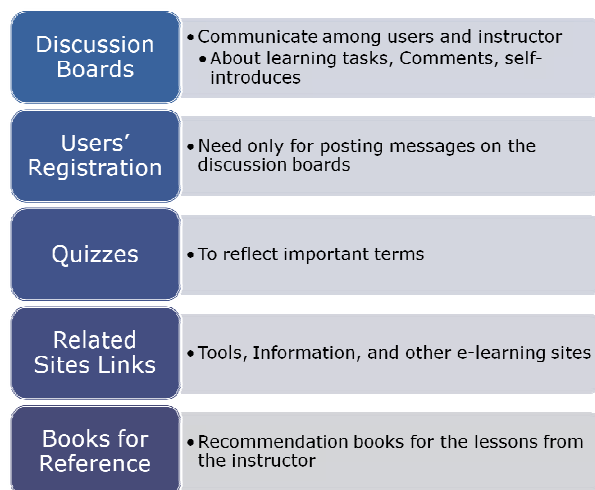 Discussion
Boards
• Communicate among users and instructor
• About learning tasks, Comments, self-
introduces
Users’
Registration
• Need only for posting messages on the
discussion boards
Quizzes
• To reflect important terms
Related
Sites Links
• Tools, Information, and other e-learning sites
Books for
Reference
• Recommendation books for the lessons from
the instructor